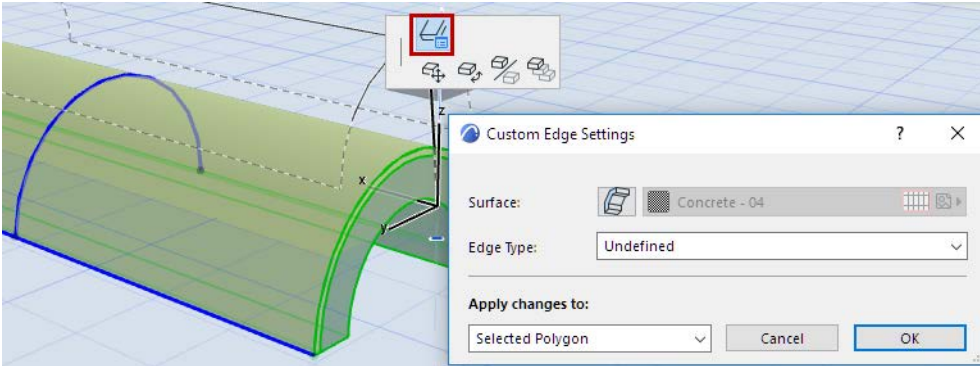 z
x
y
Custom Edge Settings
?
Surface:
Concrete - 04
Edge Type:
Undefined
Apply changes to:
Selected Polygon
Cancel
OK